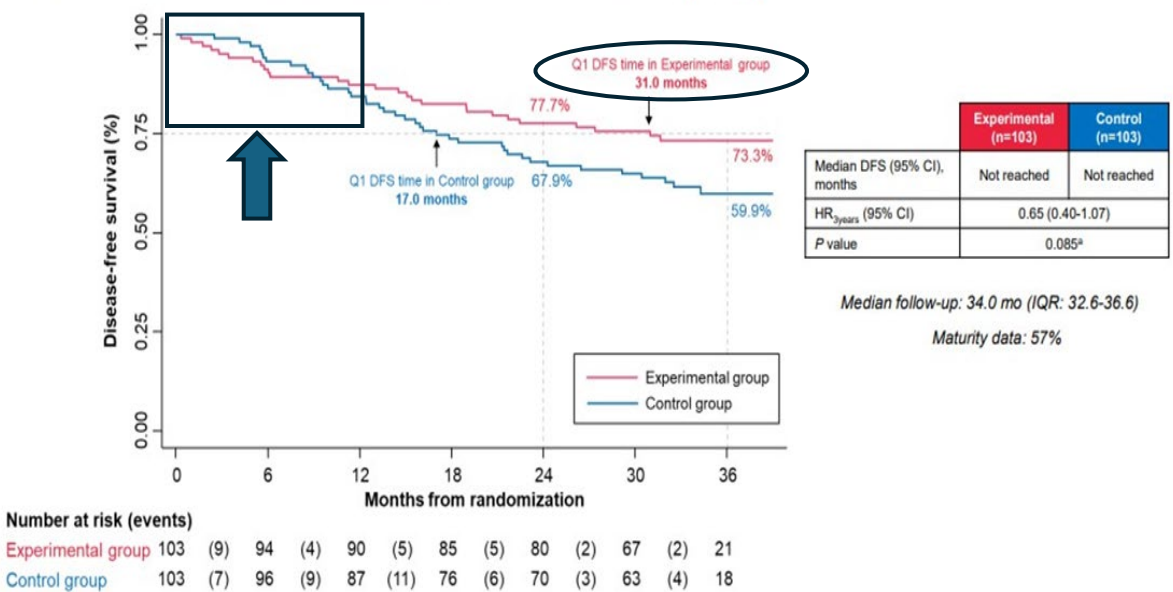 1.00
0.75
0.50
0.25
0.00
Disease-free survival (%)
Q1 DFS time in Experimental group
31.0 months
77.7%
73.3%
Q1 DFS time in Control group
17.0 months
67.9%
59.9%
Experimental group
Control group
0 6 12 18 24 30 36
Months from randomization
Experimental (n=103) Control (n=103)
Median DFS (95% CI), months Not reached Not reached
HR3years (95% CI) 0.65 (0.40-1.07)
P value 0.085ª
Median follow-up: 34.0 mo (IQR: 32.6-36.6)
Maturity data: 57%
Number at risk (events)
Experimental group 103 (9) 94 (4) 90 (5) 85 (5) 80 (2) 67 (2) 21
Control group 103 (7) 96 (9) 87 (11) 76 (6) 70 (3) 63 (4) 18